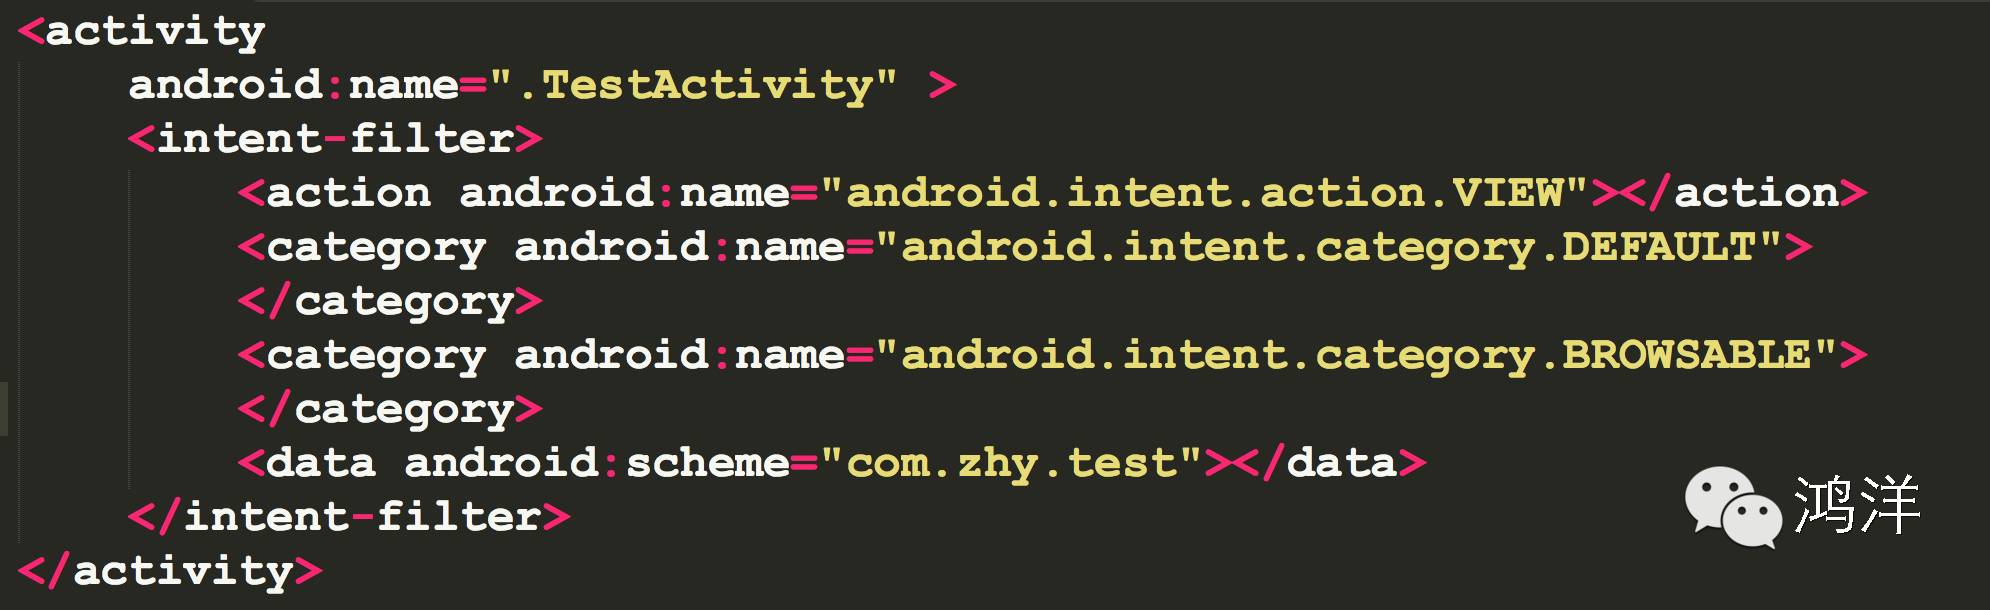 <activity
android:name=".TestActivity" >
<intent-filter>
<action android:name="android.intent.action.VIEW"></action>
<category android:name="android.intent.category.DEFAULT">
</category>
<category android:name="android.intent.category.BROWSABLE">
</category>
<data android:scheme="com.zhy.test"></data>
</intent-filter>
</activity>
鸿洋